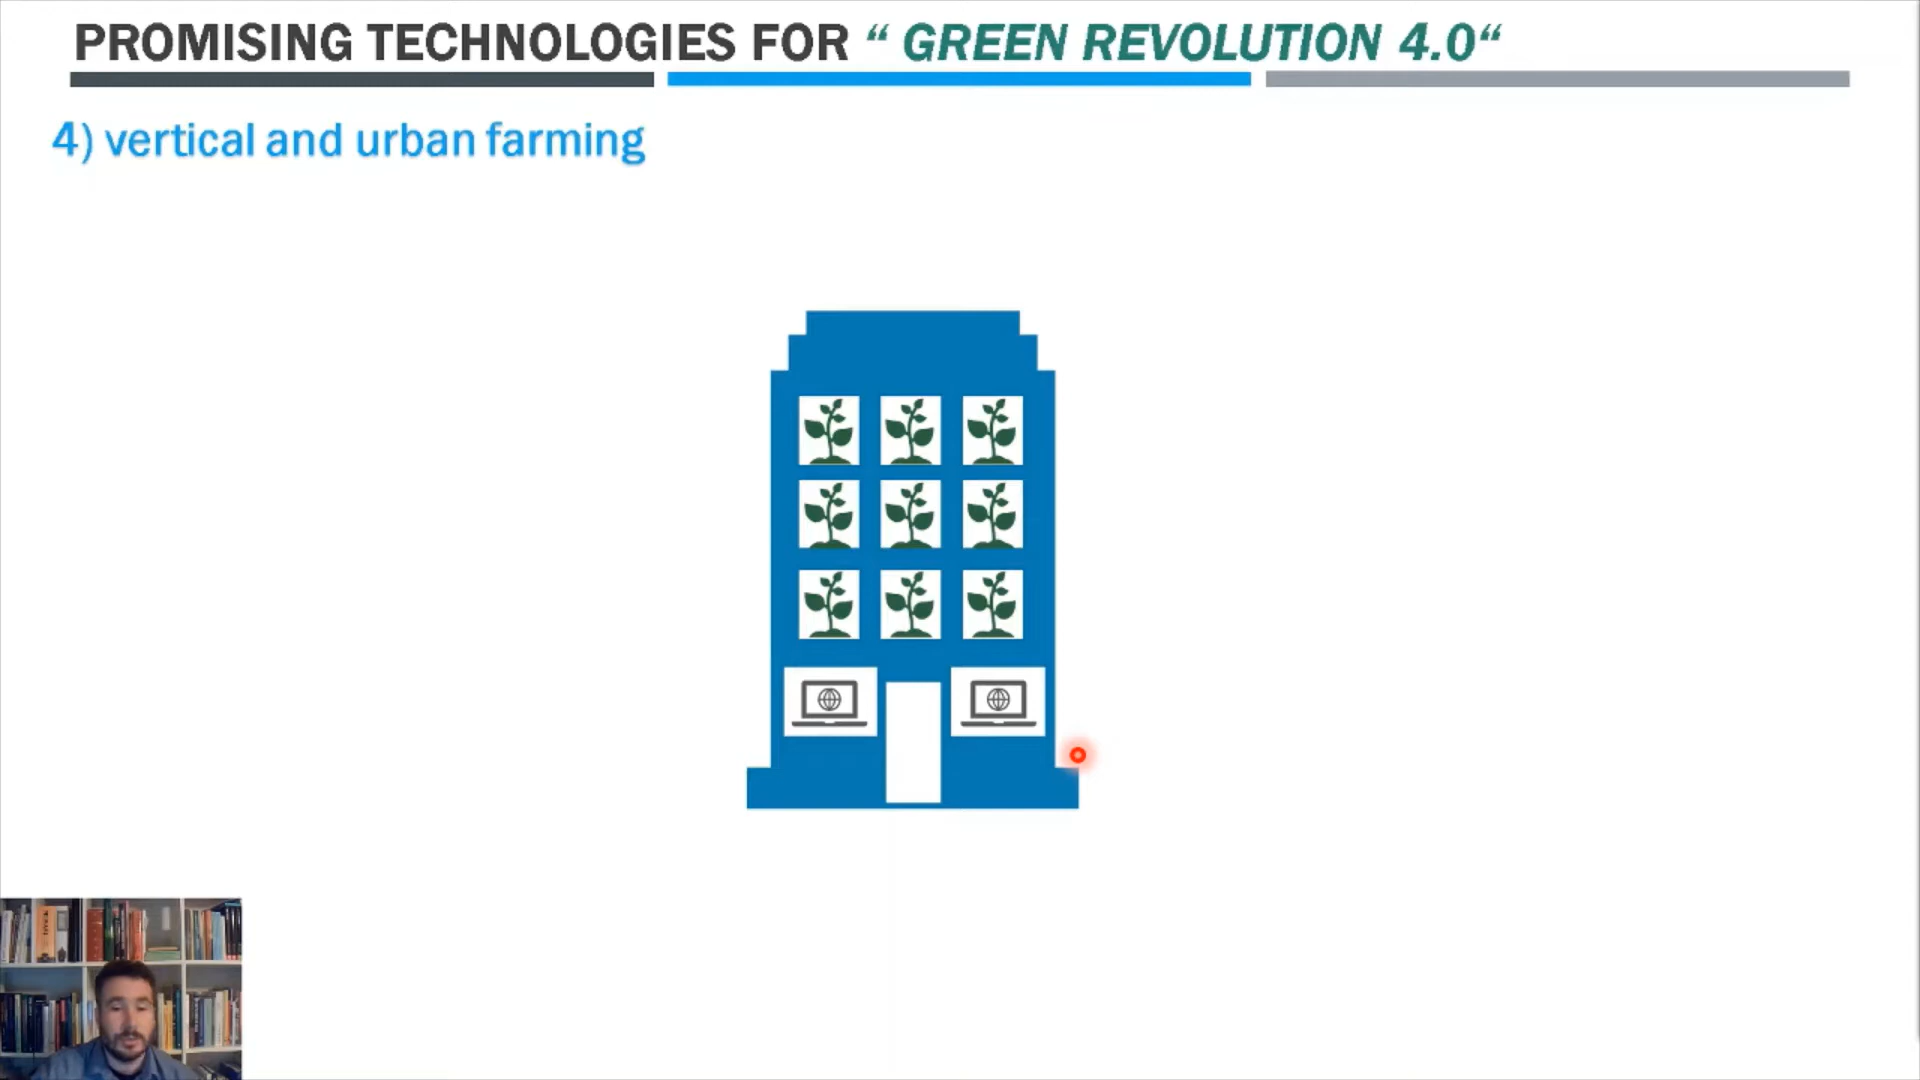 PROMISING TECHNOLOGIES FOR “ GREEN REVOLUTION 4.0“
4) vertical and urban farming